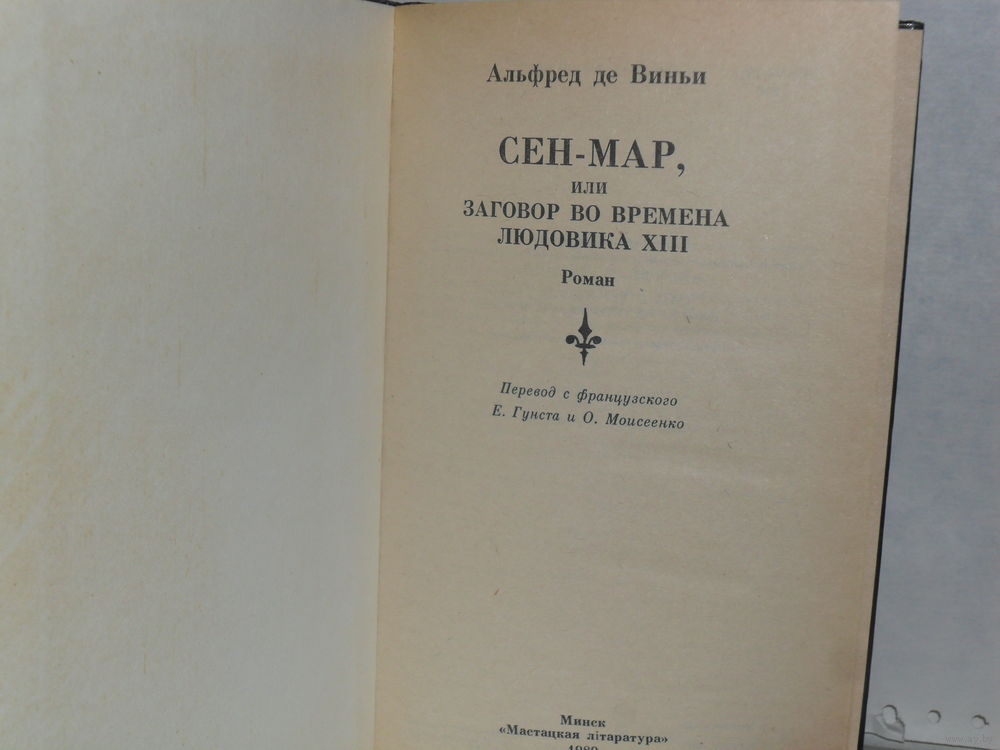 Альфред де Виньи
СЕН-МАР,
или
ЗАГОВОР ВО ВРЕМЕНА
ЛЮДОВИКА XIII
Роман
Перевод с французского
Е. Гунста и О. Моисеенко
Минск
«Мастацкая літаратура»